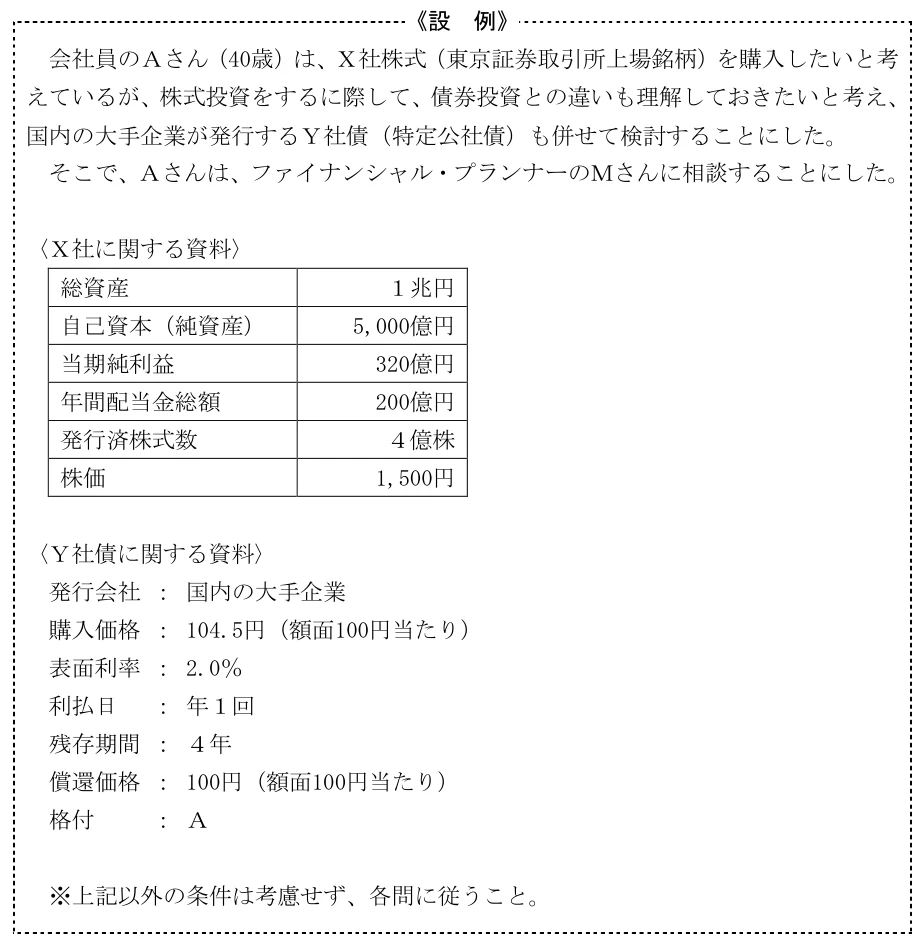 《設　例》
会社員のAさん（40歳）は、X社株式（東京証券取引所上場銘柄）を購入したいと考
えているが、株式投資をするに際して、債券投資との違いも理解しておきたいと考え、
国内の大手企業が発行するY社債（特定公社債）も併せて検討することにした。
そこで、Aさんは、ファイナンシャル・プランナーのMさんに相談することにした。
〈X社に関する資料〉
総資産 1兆円
自己資本（純資産） 5,000億円
当期純利益 320億円
年間配当金総額 200億円
発行済株式数 4億株
株価 1,500円
〈Y社債に関する資料〉
発行会社 ： 国内の大手企業
購入価格 ： 104.5円（額面100円当たり）
表面利率 ： 2.0％
利払日 ： 年1回
残存期間 ： 4年
償還価格 ： 100円（額面100円当たり）
格付 ： A
※上記以外の条件は考慮せず、各問に従うこと。